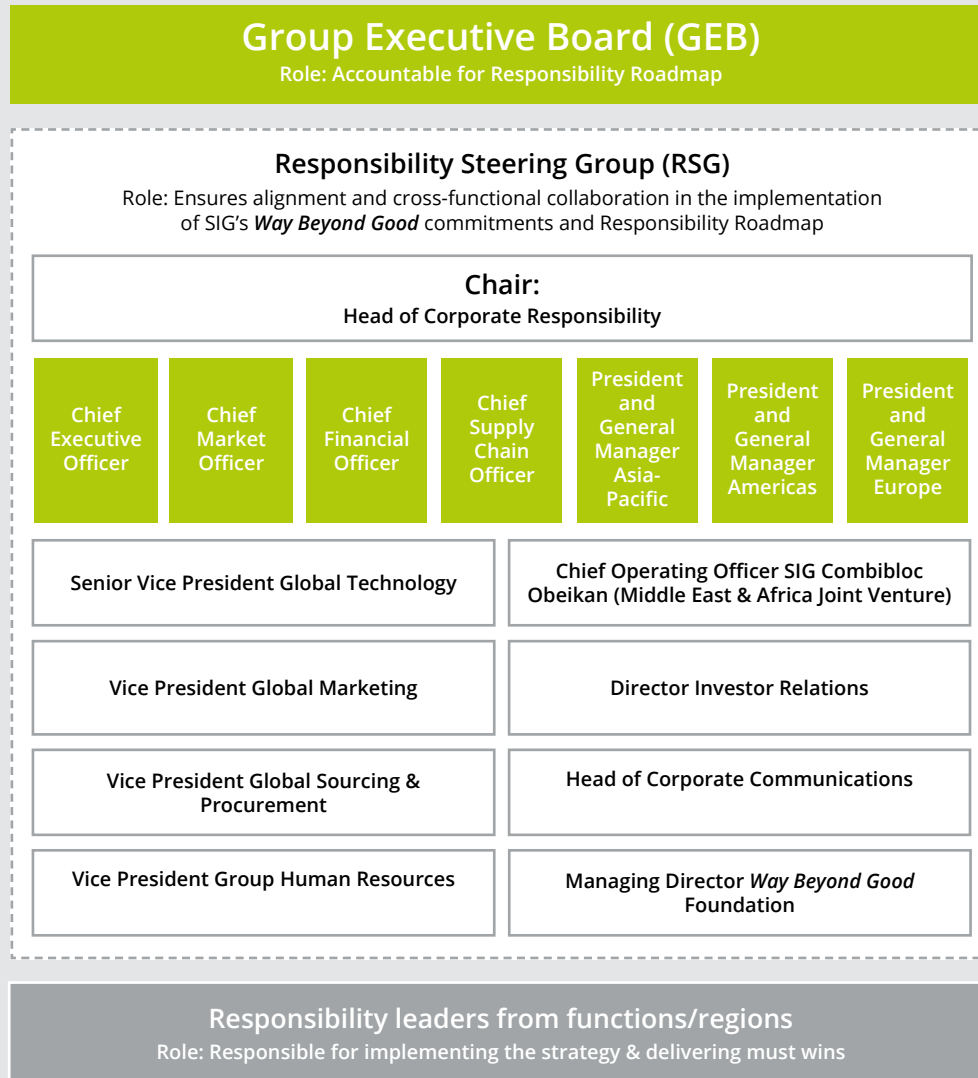 Group Executive Board (GEB)
Role: Accountable for Responsibility Roadmap
Responsibility Steering Group (RSG)
Role: Ensures alignment and cross-functional collaboration in the implementation
of SIG’s Way Beyond Good commitments and Responsibility Roadmap
Chair:
Head of Corporate Responsibility
Chief
Executive
Officer
Chief
Market
Officer
Chief
Financial
Officer
Chief
Supply
Chain
Officer
President
and
General
Manager
Asia-
Pacific
President
and
General
Manager
Americas
President
and
General
Manager
Europe
Senior Vice President Global Technology
Chief Operating Officer SIG Combibloc
Obeikan (Middle East & Africa Joint Venture)
Vice President Global Marketing
Director Investor Relations
Vice President Global Sourcing &
Procurement
Head of Corporate Communications
Vice President Group Human Resources
Managing Director Way Beyond Good
Foundation
Responsibility leaders from functions/regions
Role: Responsible for implementing the strategy & delivering must wins